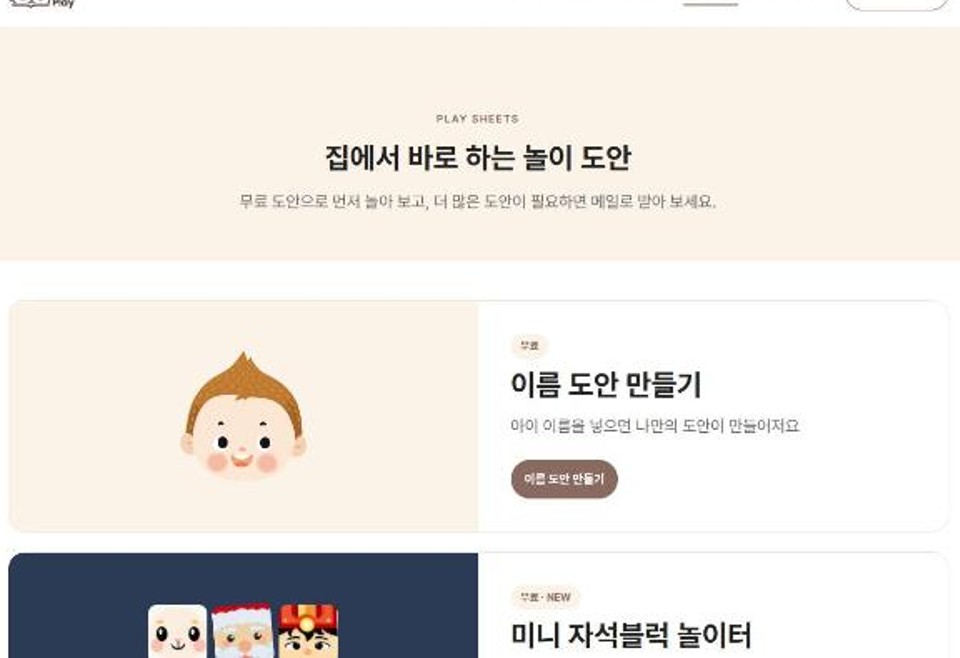 Play
PLAY SHEETS
집에서 바로 하는 놀이 도안
무료 도안으로 먼저 놀아 보고, 더 많은 도안이 필요하면 메일로 받아 보세요.
무료
이름 도안 만들기
아이 이름을 넣으면 나만의 도안이 만들어져요
이름 도안 만들기
무료 · NEW
미니 자석블럭 놀이터